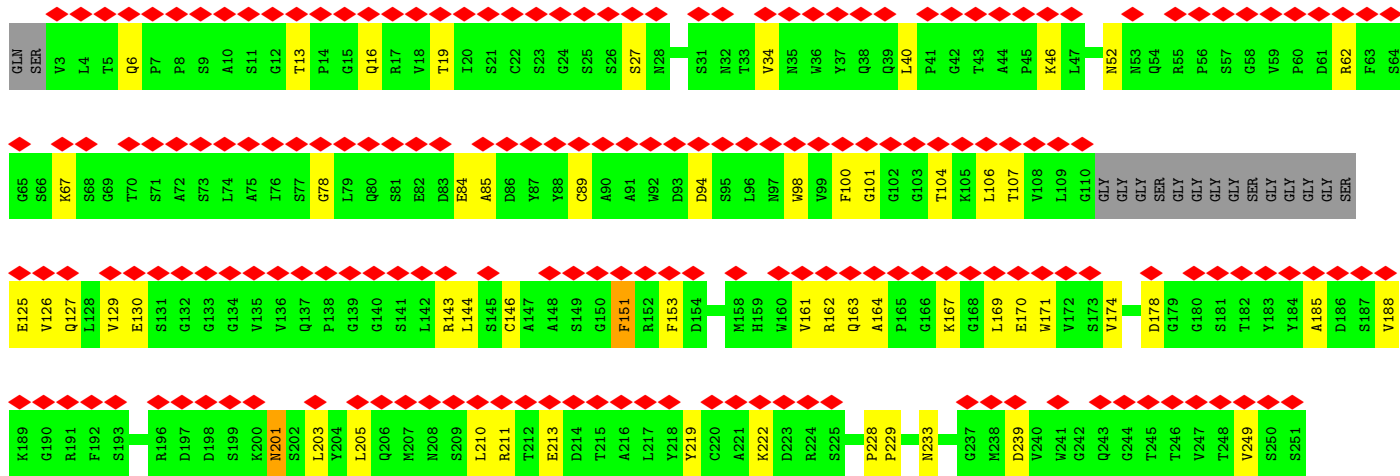 GLN SER V3 L4 T5 Q6 P7 P8 S9 A10 S11 G12 T13 P14 G15 Q16 R17 V18 T19 I20 S21 C22 S23 G24 S25 S26 S27 N28 S31 N32 T33 V34 N35 W36 Y37 Q38 Q39 L40 P41 G42 T43 A44 P45 K46 L47 N52 N53 Q54 R55 P56 S57 G58 V59 P60 D61 R62 F63 S64
G65 S66 K67 S68 G69 T70 S71 A72 S73 L74 A75 I76 S77 G78 L79 Q80 S81 E82 D83 E84 A85 D86 Y87 Y88 C89 A90 A91 W92 D93 D94 S95 L96 N97 W98 V99 F100 G101 G102 G103 T104 K105 L106 T107 V108 L109 G110 GLY GLY GLY SER GLY GLY GLY GLY SER GLY GLY GLY GLY SER
E125 V126 Q127 L128 V129 E130 S131 G132 G133 G134 V135 V136 Q137 P138 G139 G140 S141 L142 R143 L144 S145 C146 A147 A148 S149 G150 F151 R152 F153 D154 M158 H159 W160 V161 R162 Q163 A164 P165 G166 K167 G168 L169 E170 W171 V172 S173 V174 D178 G179 G180 S181 T182 Y183 Y184 A185 D186 S187 V188
K189 G190 R191 F192 S193 R196 D197 D198 S199 K200 N201 S202 L203 Y204 L205 Q206 M207 N208 S209 L210 R211 T212 E213 D214 T215 A216 L217 Y218 Y219 C220 A221 K222 D223 R224 S225 P228 P229 N233 G237 M238 D239 V240 W241 G242 Q243 G244 T245 T246 V247 T248 V249 S250 S251